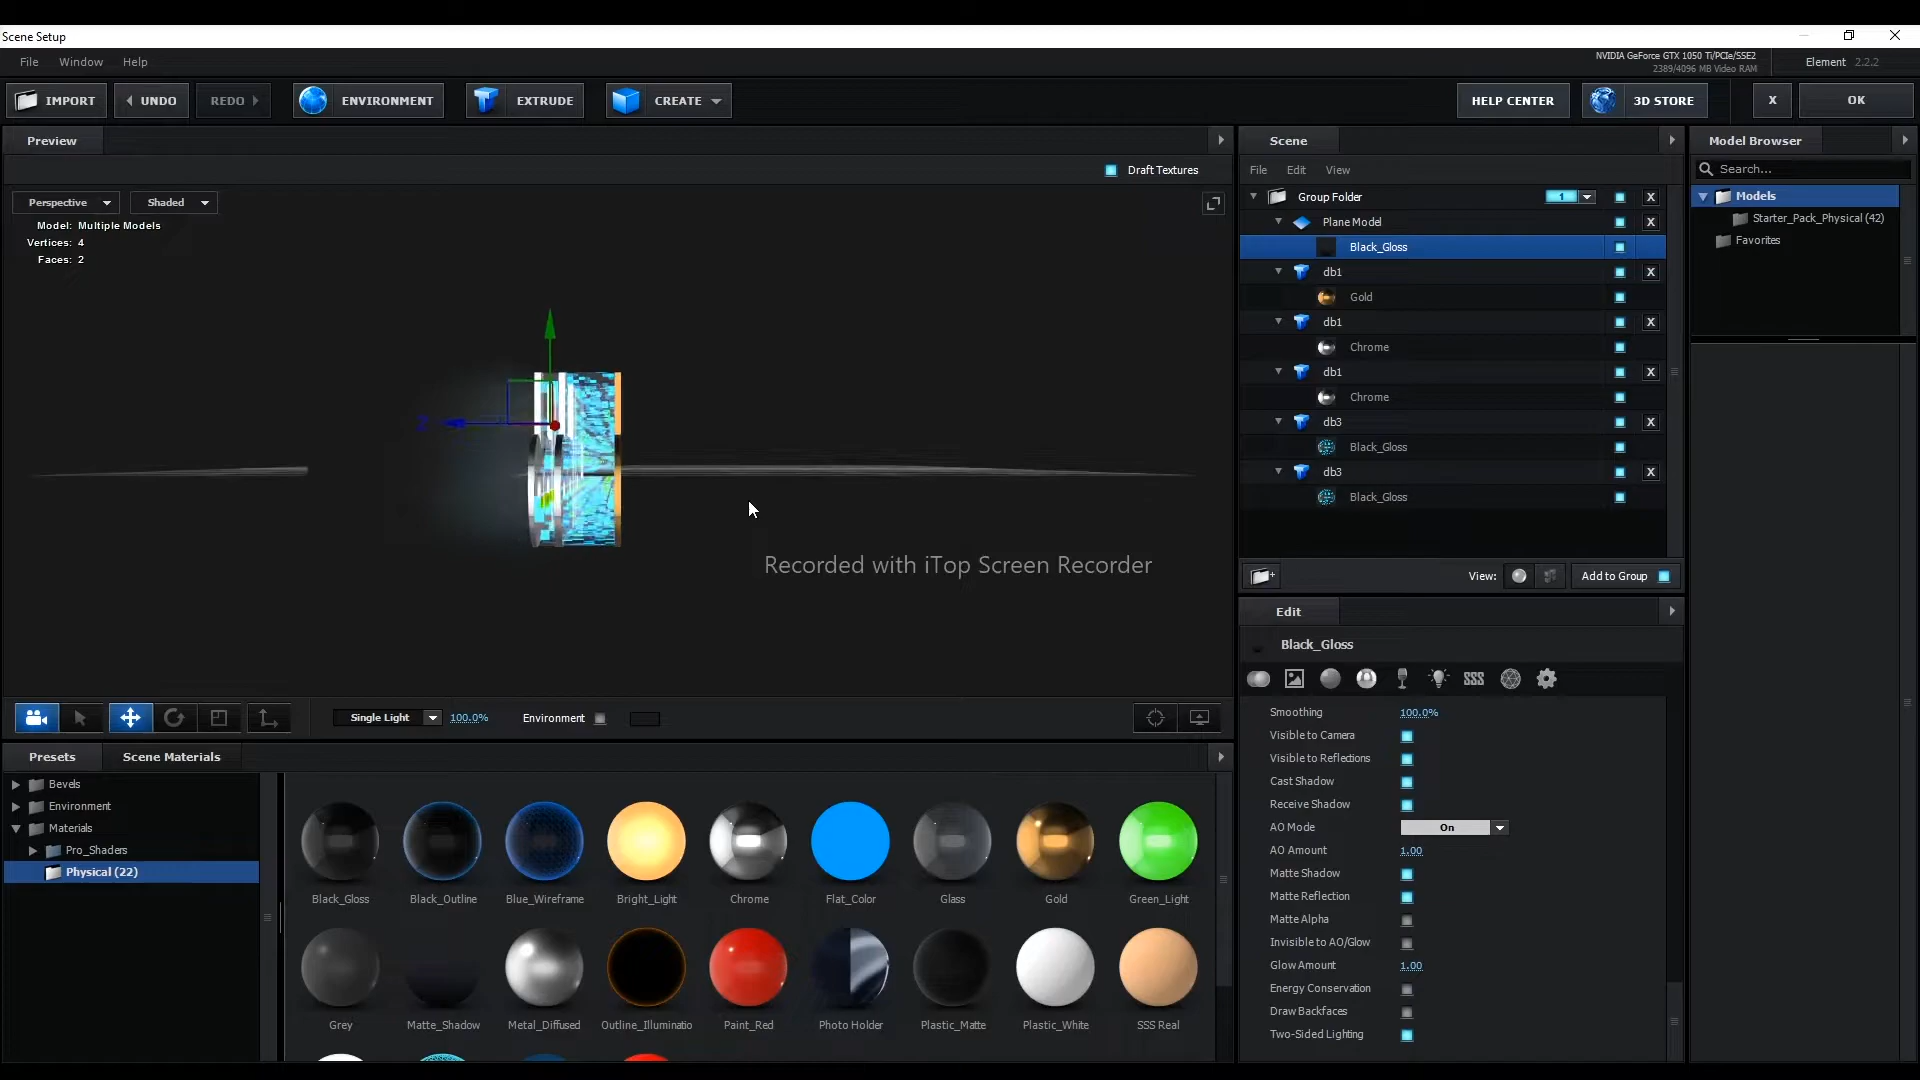 Scene Setup
File Window Help
NVIDIA GeForce GTX 1050 Ti/PCIe/SSE2
2389/4096 MB Video RAM
Element 2.2.2
IMPORT UNDO REDO ENVIRONMENT EXTRUDE CREATE HELP CENTER 3D STORE X OK
Preview
Draft Textures
Perspective Shaded
Model: Multiple Models
Vertices: 4
Faces: 2
Z
Recorded with iTop Screen Recorder
Single Light 100.0% Environment
Scene
File Edit View
Group Folder 1 X
Plane Model X
Black_Gloss
db1 X
Gold
db1 X
Chrome
db1 X
Chrome
db3 X
Black_Gloss
db3 X
Black_Gloss
View: Add to Group
Model Browser
Search...
Models
Starter_Pack_Physical (42)
Favorites
Edit
Black_Gloss
SSS
Smoothing 100.0%
Visible to Camera
Visible to Reflections
Cast Shadow
Receive Shadow
AO Mode On
AO Amount 1.00
Matte Shadow
Matte Reflection
Matte Alpha
Invisible to AO/Glow
Glow Amount 1.00
Energy Conservation
Draw Backfaces
Two-Sided Lighting
Presets Scene Materials
Bevels
Environment
Materials
Pro_Shaders
Physical (22)
Black_Gloss Black_Outline Blue_Wireframe Bright_Light Chrome Flat_Color Glass Gold Green_Light
Grey Matte_Shadow Metal_Diffused Outline_Illuminatio Paint_Red Photo Holder Plastic_Matte Plastic_White SSS Real